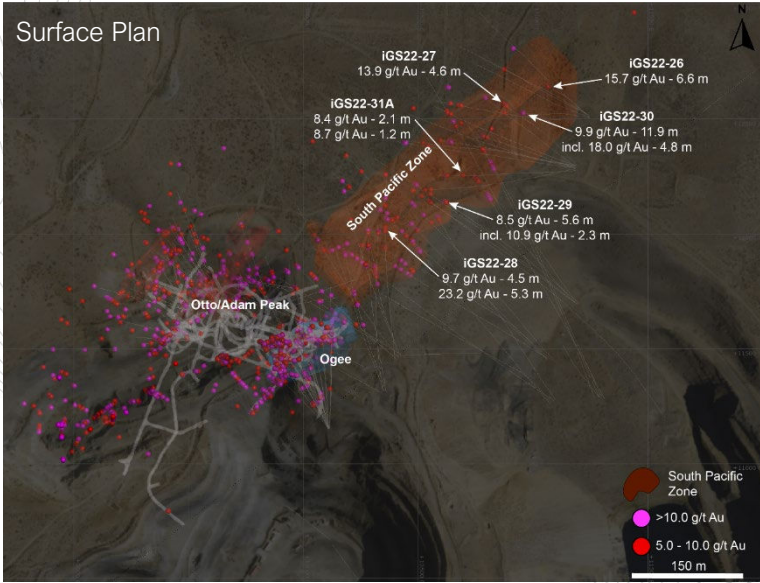 Surface Plan
N
iGS22-27
13.9 g/t Au - 4.6 m
iGS22-26
15.7 g/t Au - 6.6 m
iGS22-31A
8.4 g/t Au - 2.1 m
8.7 g/t Au - 1.2 m
iGS22-30
9.9 g/t Au - 11.9 m
incl. 18.0 g/t Au - 4.8 m
South Pacific Zone
iGS22-29
8.5 g/t Au - 5.6 m
incl. 10.9 g/t Au - 2.3 m
iGS22-28
9.7 g/t Au - 4.5 m
23.2 g/t Au - 5.3 m
Otto/Adam Peak
Ogee
South Pacific
Zone
>10.0 g/t Au
5.0 - 10.0 g/t Au
150 m